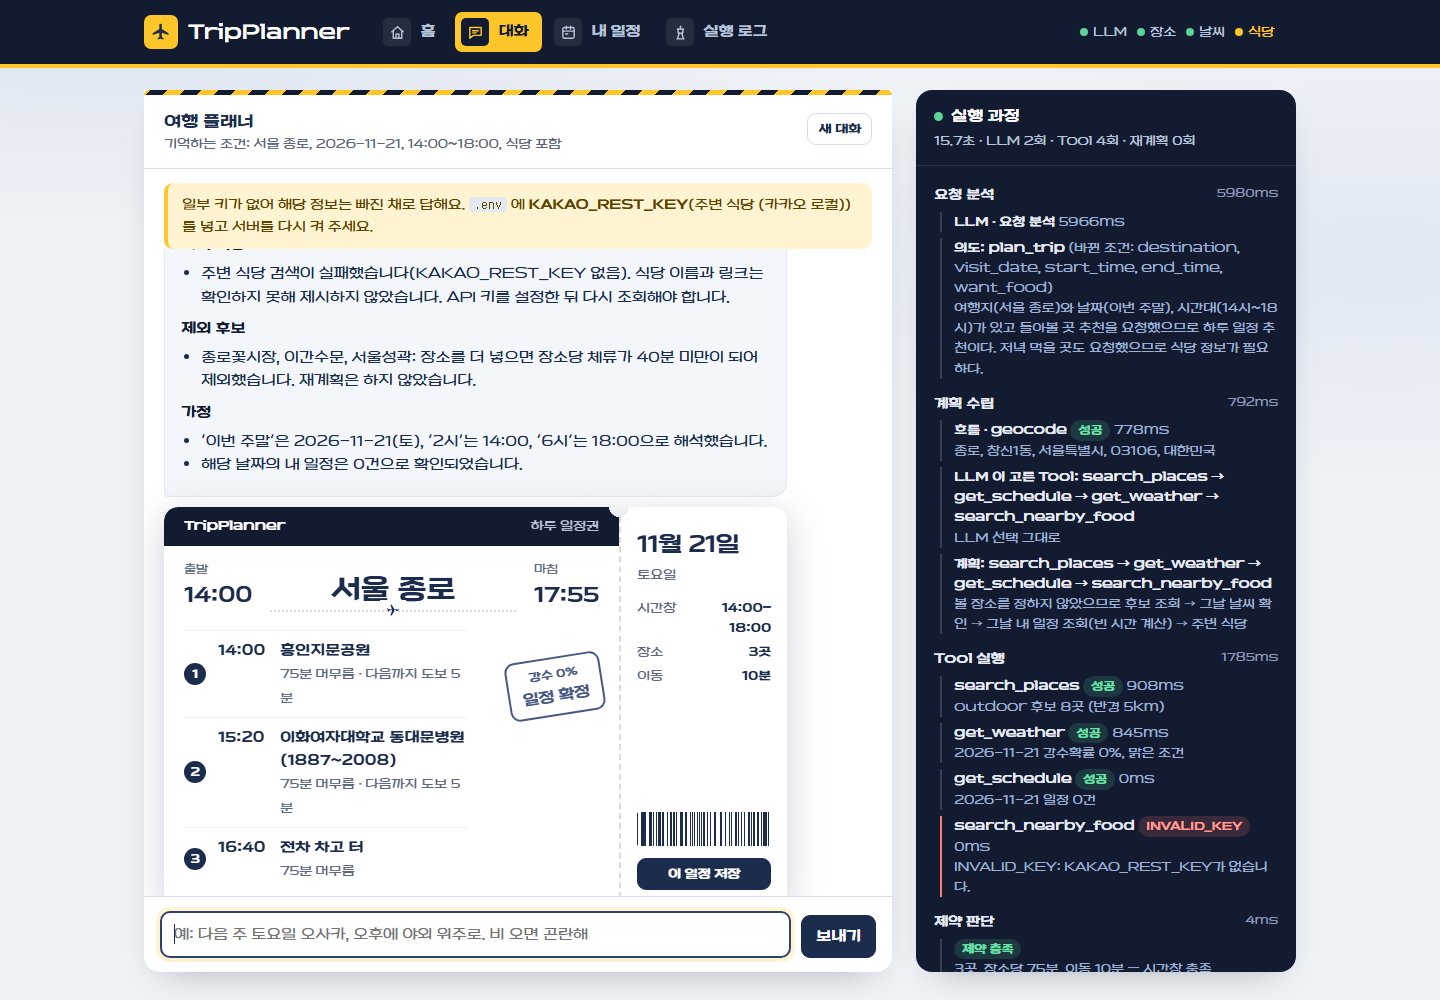 TripPlanner
홈
대화
내 일정
실행 로그
LLM
장소
날씨
식당
여행 플래너
기억하는 조건: 서울 종로, 2026-11-21, 14:00~18:00, 식당 포함
새 대화
일부 키가 없어 해당 정보는 빠진 채로 답해요. .env 에 KAKAO_REST_KEY(주변 식당 (카카오 로컬))
를 넣고 서버를 다시 켜 주세요.
주변 식당 검색이 실패했습니다(KAKAO_REST_KEY 없음). 식당 이름과 링크는
확인하지 못해 제시하지 않았습니다. API 키를 설정한 뒤 다시 조회해야 합니다.
제외 후보
종로꽃시장, 이간수문, 서울성곽: 장소를 더 넣으면 장소당 체류가 40분 미만이 되어
제외했습니다. 재계획은 하지 않았습니다.
가정
'이번 주말'은 2026-11-21(토), '2시'는 14:00, '6시'는 18:00으로 해석했습니다.
해당 날짜의 내 일정은 0건으로 확인되었습니다.
TripPlanner
하루 일정권
출발
14:00
서울 종로
마침
17:55
1
14:00
흥인지문공원
75분 머무름 · 다음까지 도보 5
분
2
15:20
이화여자대학교 동대문병원
(1887~2008)
75분 머무름 · 다음까지 도보 5
분
3
16:40
전차 차고 터
75분 머무름
강수 0%
일정 확정
11월 21일
토요일
시간창
14:00–
18:00
장소
3곳
이동
10분
이 일정 저장
예: 다음 주 토요일 오사카, 오후에 야외 위주로. 비 오면 곤란해
보내기
실행 과정
15.7초 · LLM 2회 · Tool 4회 · 재계획 0회
요청 분석
5980ms
LLM · 요청 분석 5966ms
의도: plan_trip (바뀐 조건: destination,
visit_date, start_time, end_time,
want_food)
여행지(서울 종로)와 날짜(이번 주말), 시간대(14시~18
시)가 있고 돌아볼 곳 추천을 요청했으므로 하루 일정 추
천이다. 저녁 먹을 곳도 요청했으므로 식당 정보가 필요
하다.
계획 수립
792ms
흐름 · geocode 성공 778ms
종로, 창신1동, 서울특별시, 03106, 대한민국
LLM 이 고른 Tool: search_places →
get_schedule → get_weather →
search_nearby_food
LLM 선택 그대로
계획: search_places → get_weather →
get_schedule → search_nearby_food
볼 장소를 정하지 않았으므로 후보 조회 → 그날 날씨 확
인 → 그날 내 일정 조회(빈 시간 계산) → 주변 식당
Tool 실행
1785ms
search_places 성공 908ms
outdoor 후보 8곳 (반경 5km)
get_weather 성공 845ms
2026-11-21 강수확률 0%, 맑은 조건
get_schedule 성공 0ms
2026-11-21 일정 0건
search_nearby_food INVALID_KEY
0ms
INVALID_KEY: KAKAO_REST_KEY가 없습니
다.
제약 판단
4ms
제약 충족
3곳, 장소당 75분, 이동 10분 — 시간창 충족